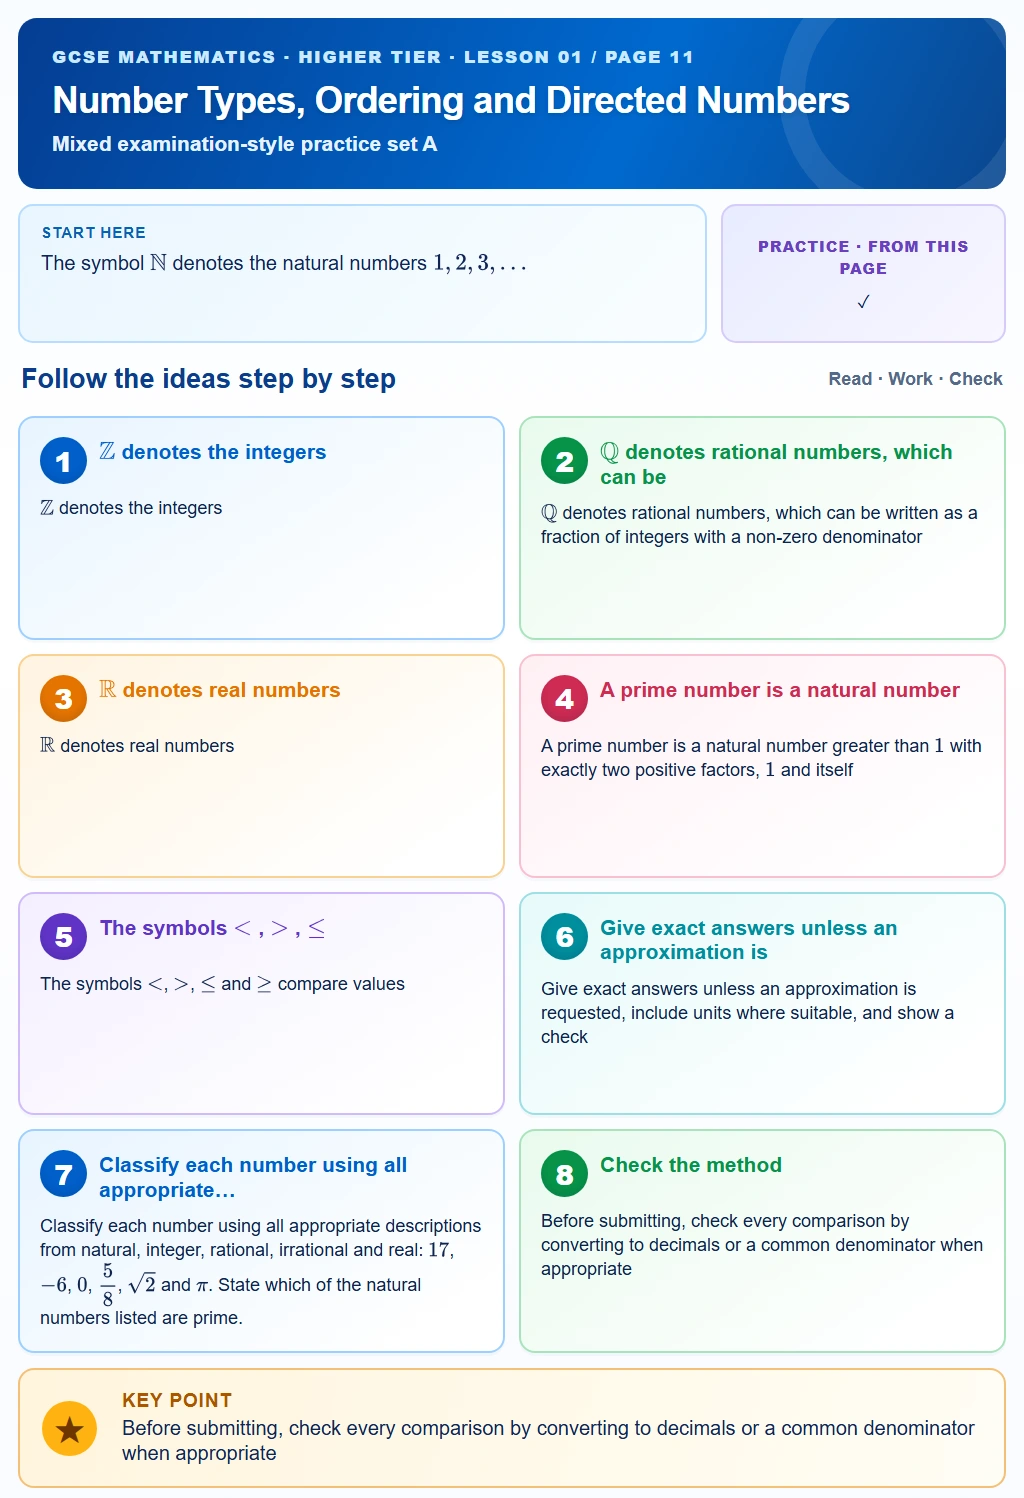 GCSE MATHEMATICS · HIGHER TIER · LESSON 01 / PAGE 11
Number Types, Ordering and Directed Numbers
Mixed examination-style practice set A
START HERE
The symbol ℕ denotes the natural numbers 1, 2, 3, . . .
PRACTICE · FROM THIS
PAGE
✓
Follow the ideas step by step
Read · Work · Check
1
ℤ denotes the integers
ℤ denotes the integers
2
ℚ denotes rational numbers, which
can be
ℚ denotes rational numbers, which can be written as a
fraction of integers with a non-zero denominator
3
ℝ denotes real numbers
ℝ denotes real numbers
4
A prime number is a natural number
A prime number is a natural number greater than 1 with
exactly two positive factors, 1 and itself
5
The symbols < , > , ≤
The symbols <, >, ≤ and ≥ compare values
6
Give exact answers unless an
approximation is
Give exact answers unless an approximation is
requested, include units where suitable, and show a
check
7
Classify each number using all
appropriate…
Classify each number using all appropriate descriptions
from natural, integer, rational, irrational and real: 17,
−6, 0, 5/8, √2 and π. State which of the natural
numbers listed are prime.
8
Check the method
Before submitting, check every comparison by
converting to decimals or a common denominator when
appropriate
KEY POINT
Before submitting, check every comparison by converting to decimals or a common denominator
when appropriate